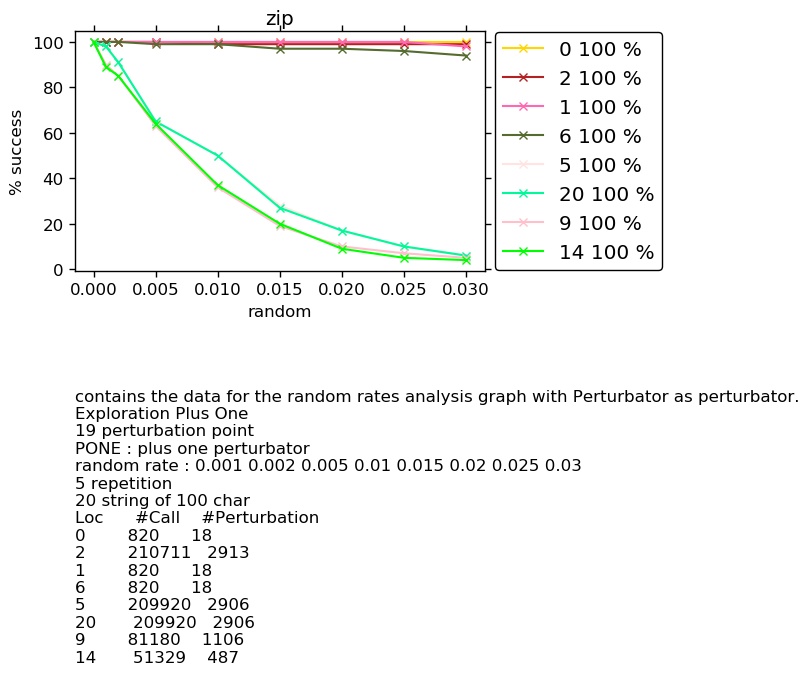 zip
100
80
60
40
20
0
% success
0.000 0.005 0.010 0.015 0.020 0.025 0.030
random
0 100 %
2 100 %
1 100 %
6 100 %
5 100 %
20 100 %
9 100 %
14 100 %
contains the data for the random rates analysis graph with Perturbator as perturbator.
Exploration Plus One
19 perturbation point
PONE : plus one perturbator
random rate : 0.001 0.002 0.005 0.01 0.015 0.02 0.025 0.03
5 repetition
20 string of 100 char
Loc #Call #Perturbation
0 820 18
2 210711 2913
1 820 18
6 820 18
5 209920 2906
20 209920 2906
9 81180 1106
14 51329 487